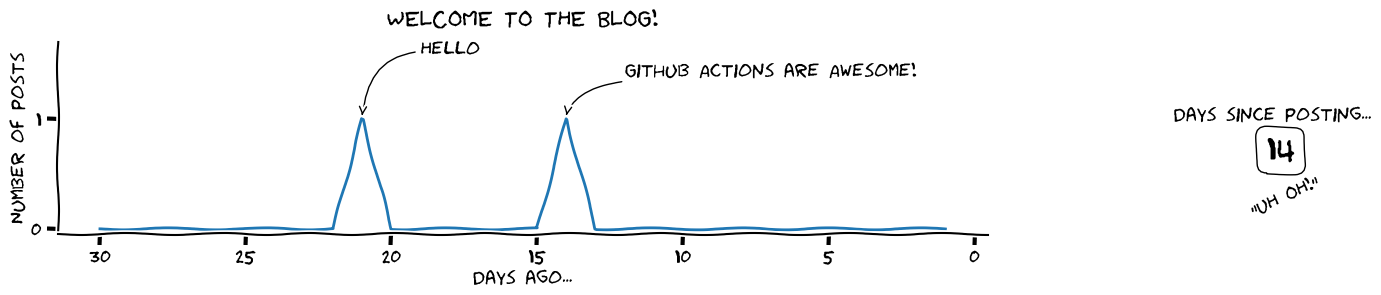 WELCOME TO THE BLOG!
HELLO
GITHUB ACTIONS ARE AWESOME!
NUMBER OF POSTS
1
0
30 25 20 15 10 5 0
DAYS AGO...
DAYS SINCE POSTING...
14
"UH OH!"